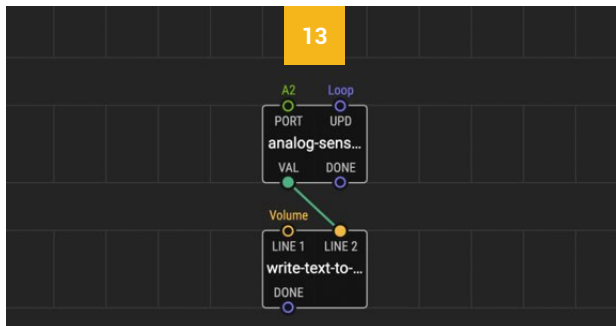 13
A2 Loop
PORT UPD
analog-sens...
VAL DONE
Volume
LINE 1 LINE 2
write-text-to-...
DONE